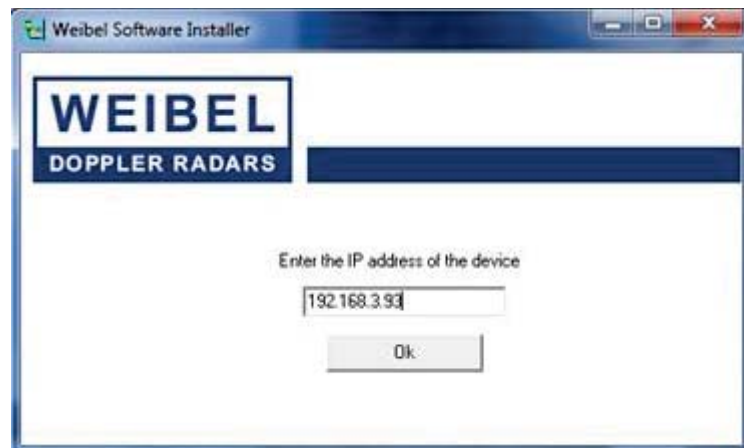 Weibel Software Installer
WEIBEL
DOPPLER RADARS
Enter the IP address of the device
192.168.3.93
Ok